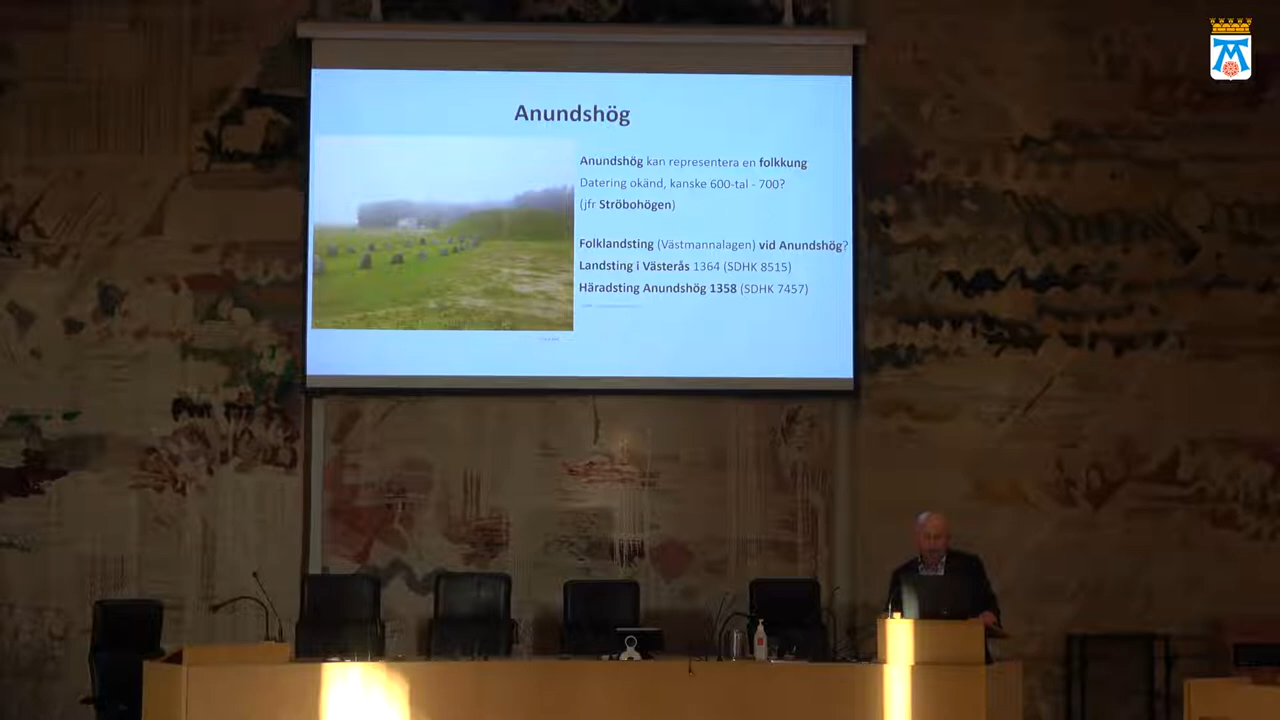 Anundshög
Anundshög kan representera en folkkung
Datering okänd, kanske 600-tal - 700?
(jfr Ströbohögen)
Folklandsting (Västmannalagen) vid Anundshög?
Landsting i Västerås 1364 (SDHK 8515)
Häradsting Anundshög 1358 (SDHK 7457)